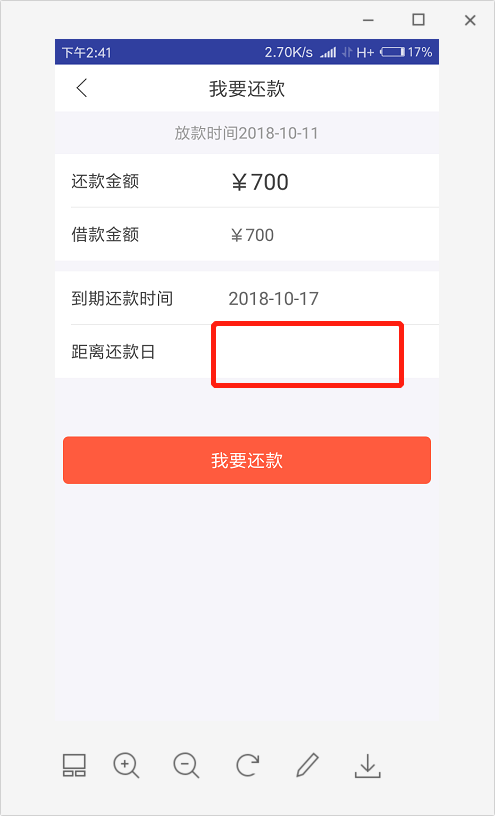 下午2:41 2.70K/s H+ 17%
我要还款
放款时间2018-10-11
还款金额 ￥700
借款金额 ￥700
到期还款时间 2018-10-17
距离还款日
我要还款